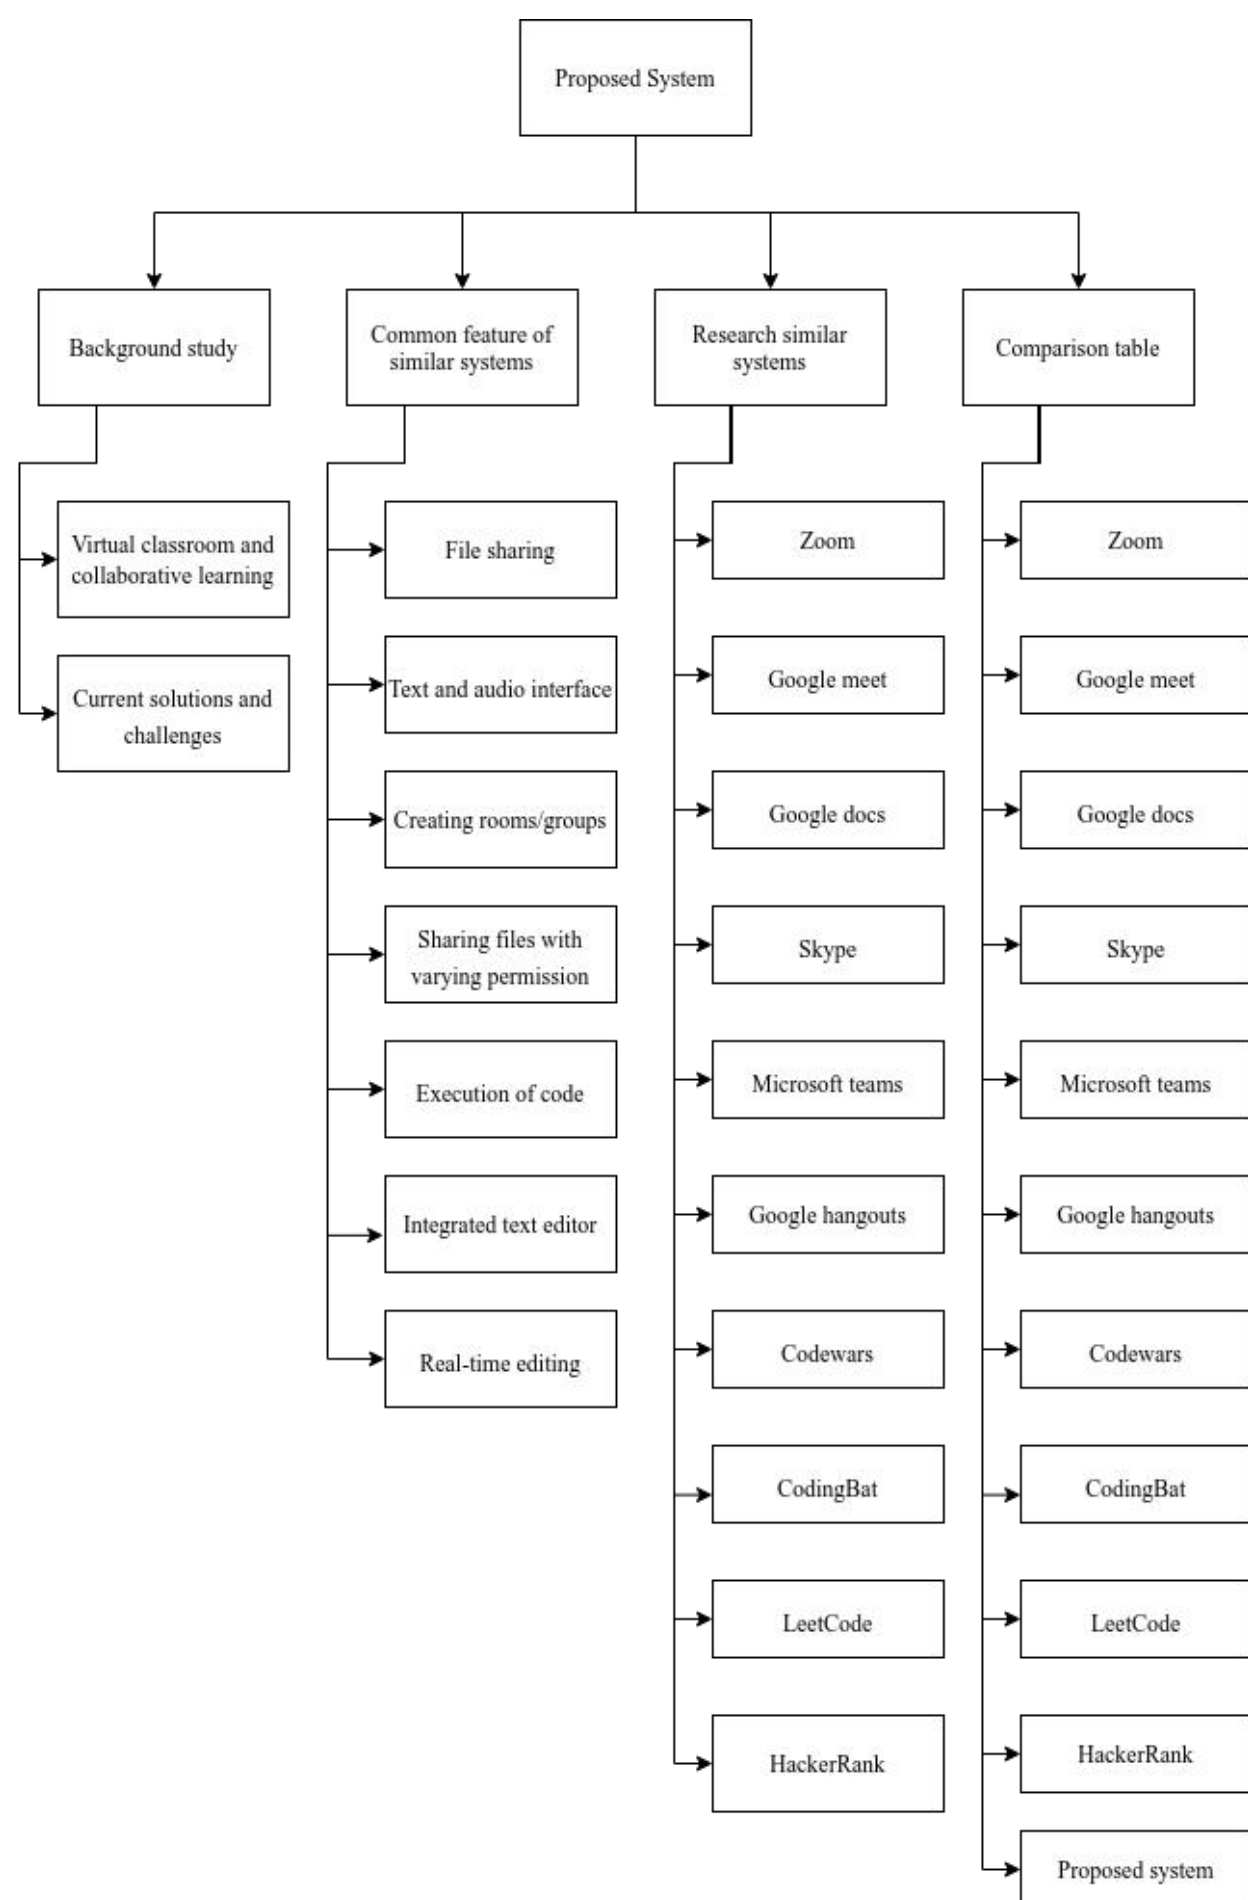 Proposed System
Background study
Common feature of
similar systems
Research similar
systems
Comparison table
Virtual classroom and
collaborative learning
Current solutions and
challenges
File sharing
Text and audio interface
Creating rooms/groups
Sharing files with
varying permission
Execution of code
Integrated text editor
Real-time editing
Zoom
Google meet
Google docs
Skype
Microsoft teams
Google hangouts
Codewars
CodingBat
LeetCode
HackerRank
Zoom
Google meet
Google docs
Skype
Microsoft teams
Google hangouts
Codewars
CodingBat
LeetCode
HackerRank
Proposed system